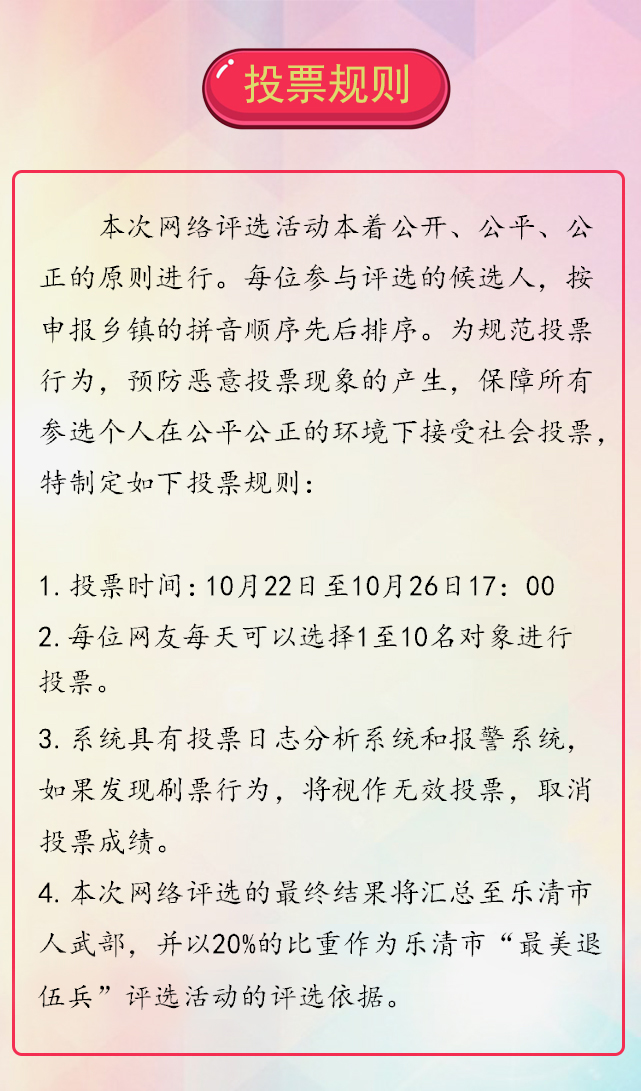 投票规则
本次网络评选活动本着公开、公平、公
正的原则进行。每位参与评选的候选人，按
申报乡镇的拼音顺序先后排序。为规范投票
行为，预防恶意投票现象的产生，保障所有
参选个人在公平公正的环境下接受社会投票，
特制定如下投票规则：
1. 投票时间：10月22日至10月26日17：00
2. 每位网友每天可以选择1至10名对象进行
投票。
3. 系统具有投票日志分析系统和报警系统，
如果发现刷票行为，将视作无效投票，取消
投票成绩。
4. 本次网络评选的最终结果将汇总至乐清市
人武部，并以20%的比重作为乐清市“最美退
伍兵”评选活动的评选依据。